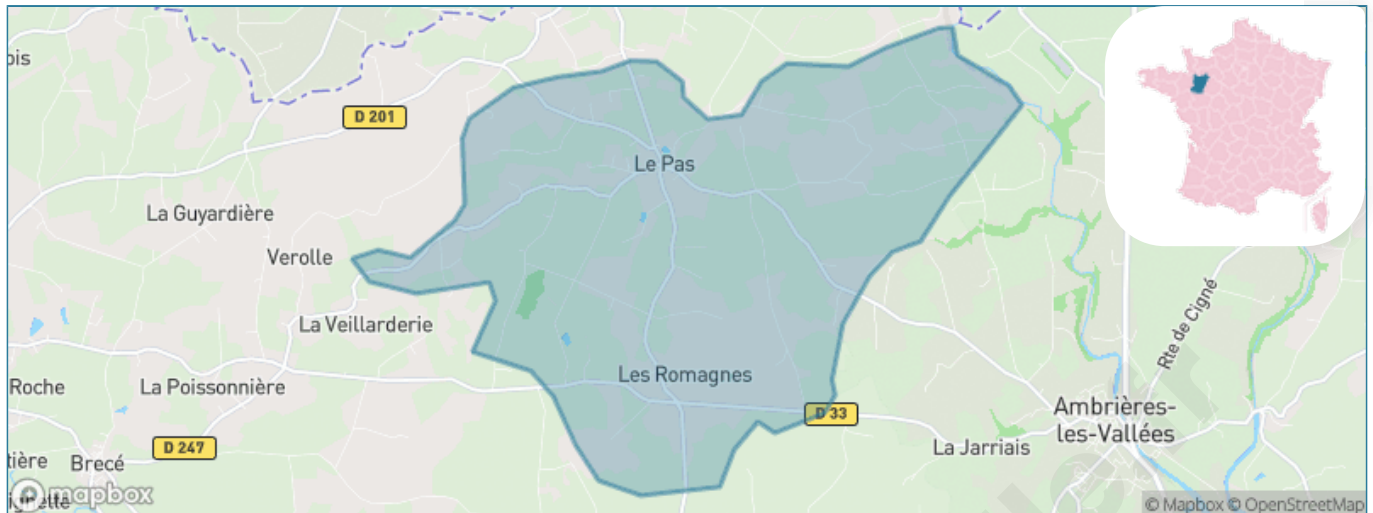 ois
D 201
Le Pas
La Guyardière
Verolle
Rte de Cigné
La Veillarderie
Roche
La Poissonnière
Les Romagnes
Ambrières-
les-Vallées
D 33
D 247
La Jarriais
tière
Brecé
mapbox
© Mapbox © OpenStreetMap